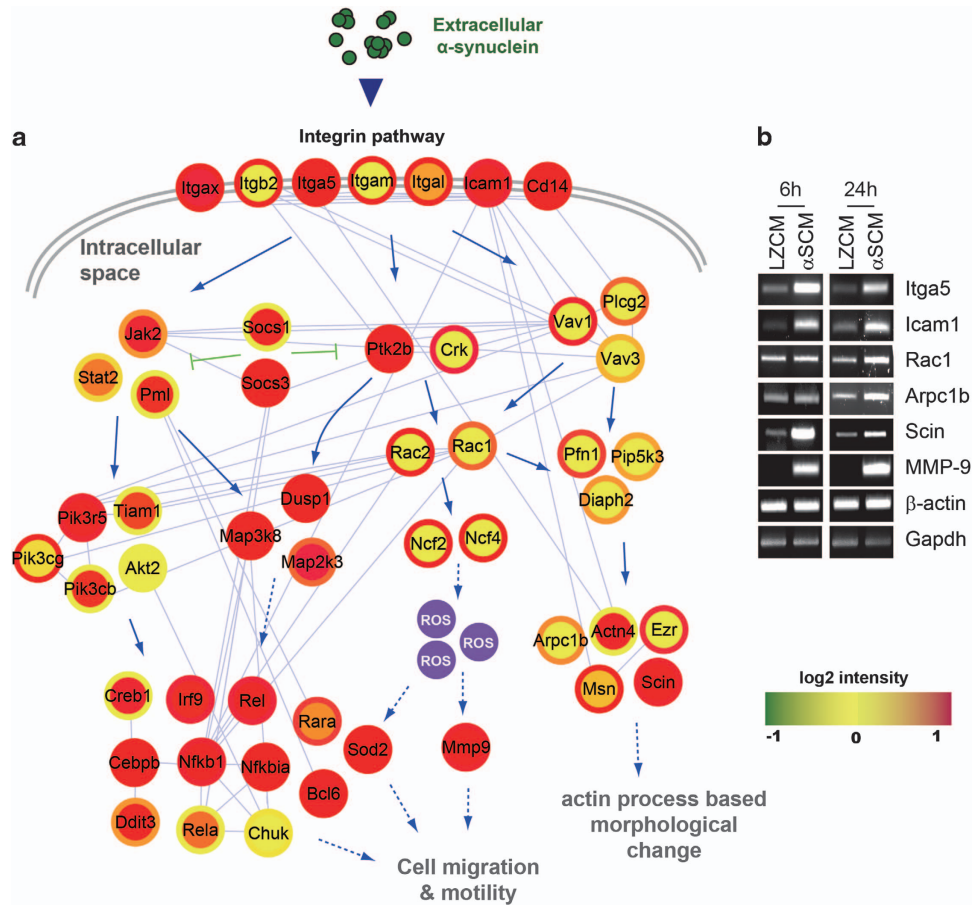 Extracellular
α-synuclein
a
Integrin pathway
b
Itgax
Itgb2
Itga5
Itgam
Itgal
Icam1
Cd14
Intracellular
space
6h
24h
LZCM
αSCM
LZCM
αSCM
Itga5
Icam1
Rac1
Arpc1b
Scin
MMP-9
β-actin
Gapdh
Jak2
Socs1
Stat2
Pml
Socs3
Ptk2b
Crk
Vav1
Plcg2
Vav3
Rac2
Rac1
Pfn1
Pip5k3
Diaph2
Pik3r5
Tiam1
Dusp1
Map3k8
Map2k3
Pik3cg
Akt2
Pik3cb
Ncf2
Ncf4
ROS
ROS
ROS
Arpc1b
Actn4
Ezr
Msn
Scin
Creb1
Irf9
Rel
Rara
Cebpb
Nfkb1
Nfkbia
Bcl6
Sod2
Mmp9
Ddit3
Rela
Chuk
log2 intensity
-1 0 1
actin process based
morphological
change
Cell migration
& motility